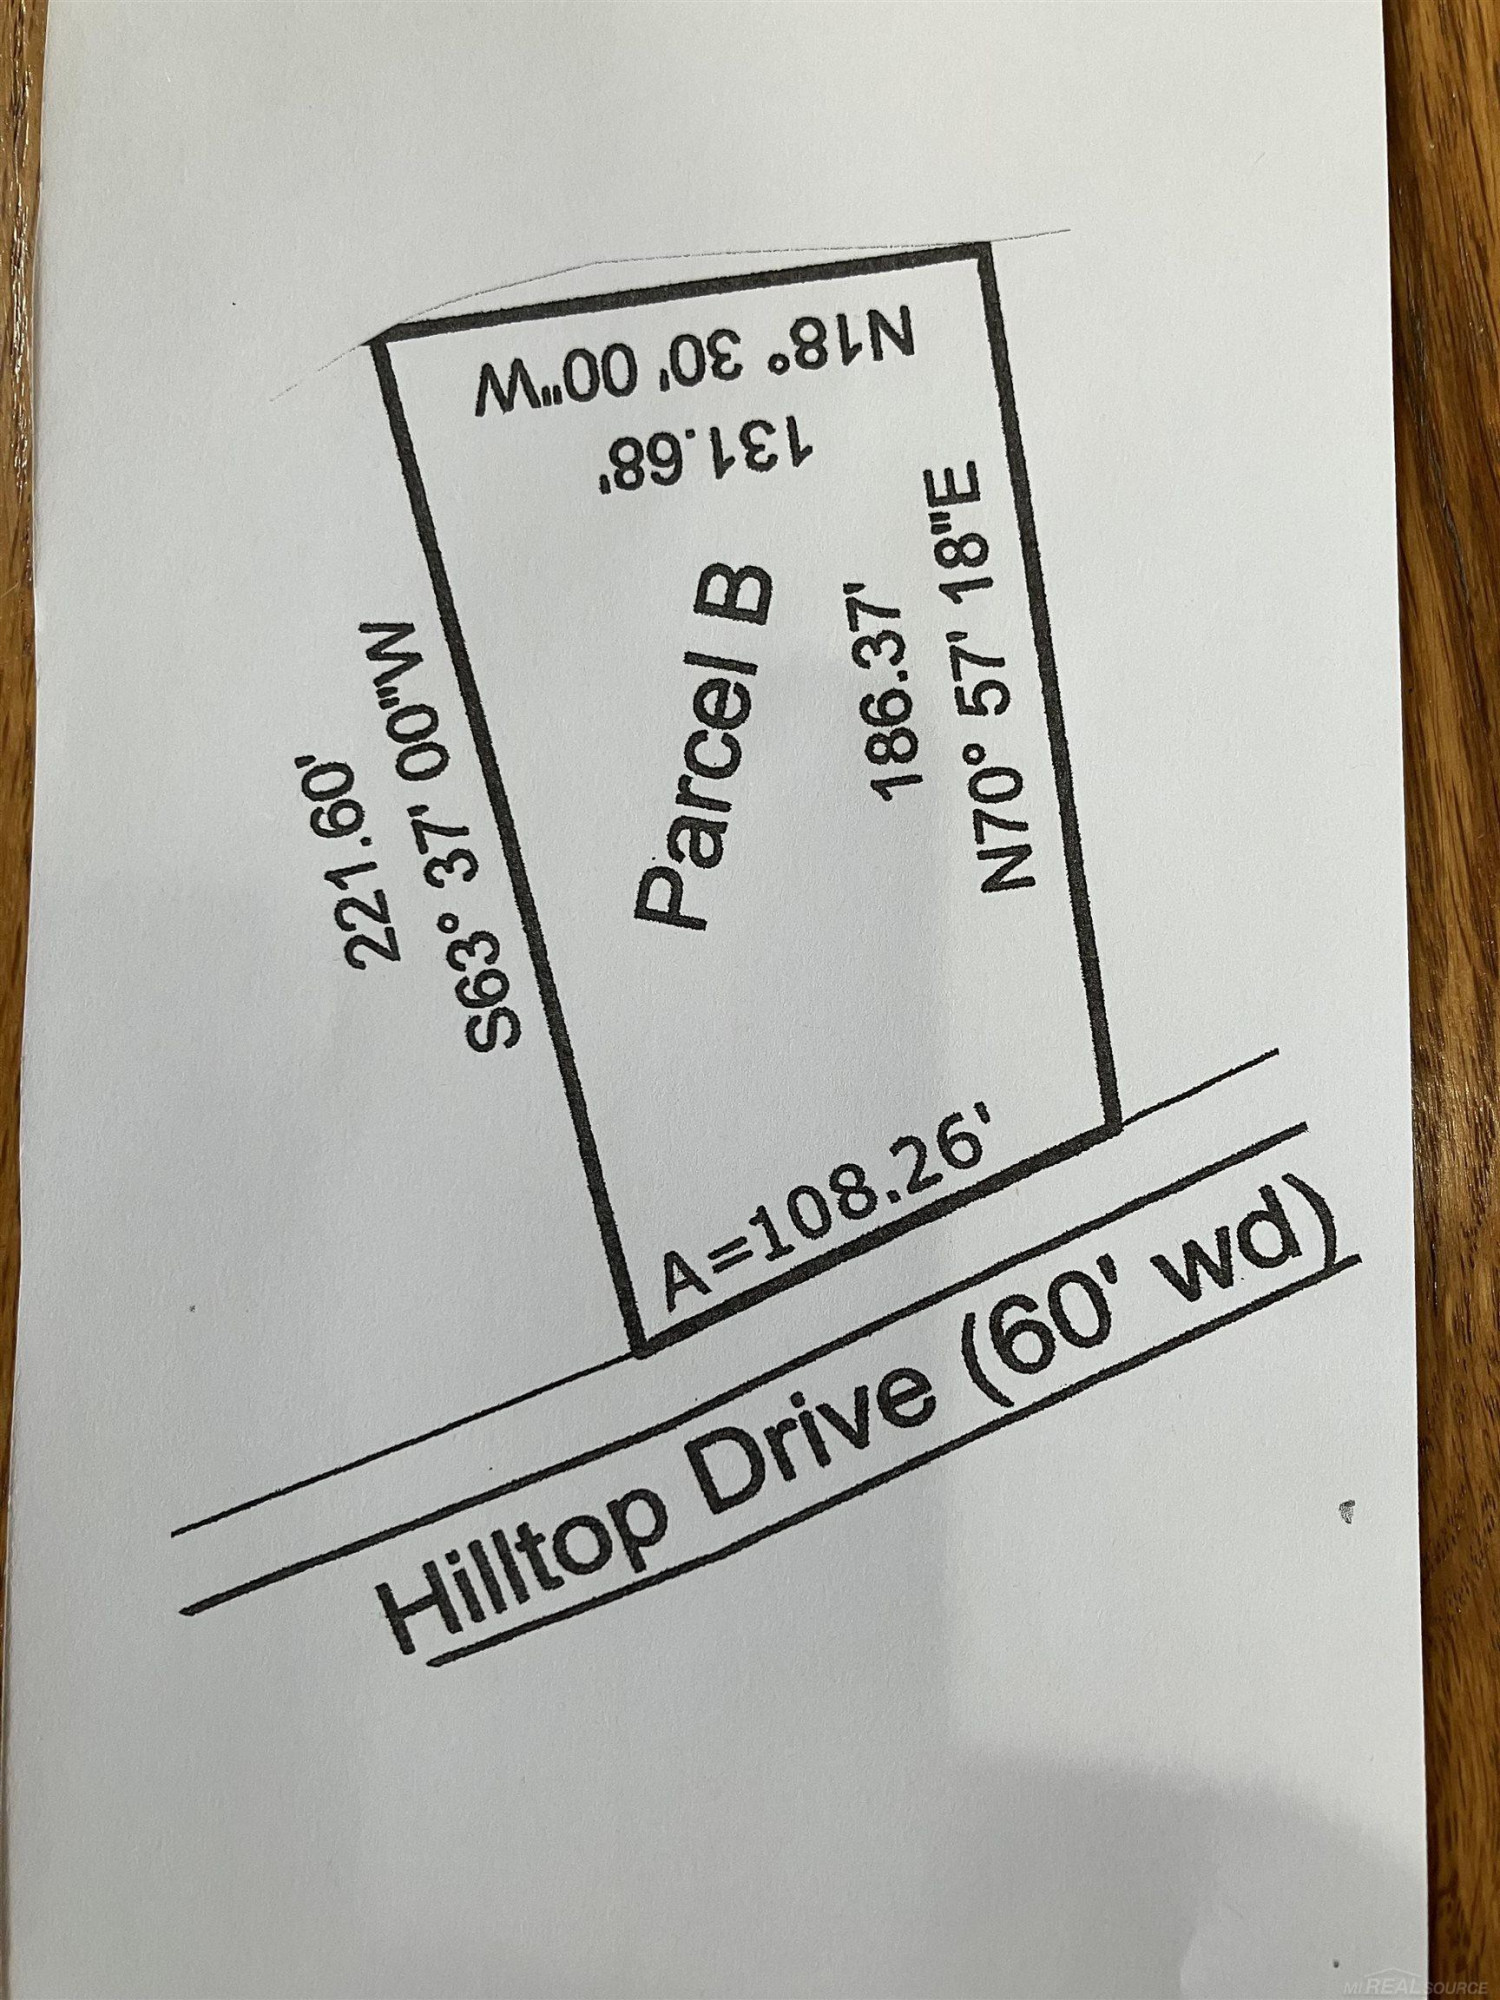 N18° 30' 00"W
131.68'
221.60'
S63° 37' 00"W
Parcel B
186.37'
N70° 57' 18"E
A=108.26'
Hilltop Drive (60' wd)
MIREALSOURCE